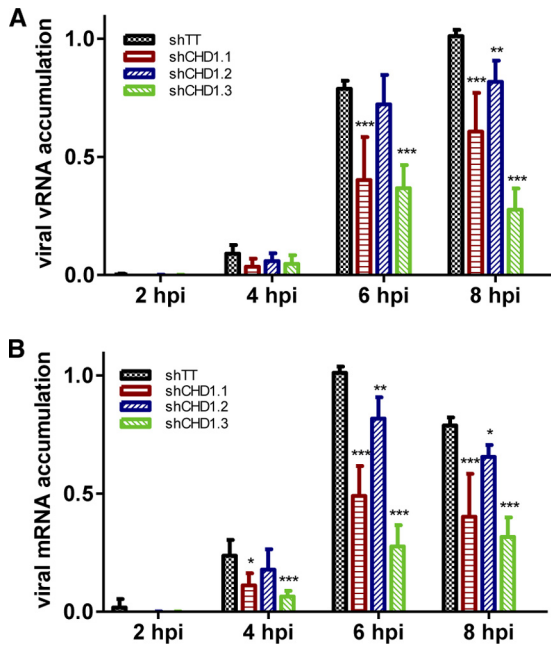 A
viral vRNA accumulation
1.0
0.5
0.0
shTT
shCHD1.1
shCHD1.2
shCHD1.3
*** ***
*** ** ***
2 hpi 4 hpi 6 hpi 8 hpi
B
viral mRNA accumulation
1.0
0.5
0.0
shTT
shCHD1.1
shCHD1.2
shCHD1.3
* ***
*** ** ***
*** * ***
2 hpi 4 hpi 6 hpi 8 hpi